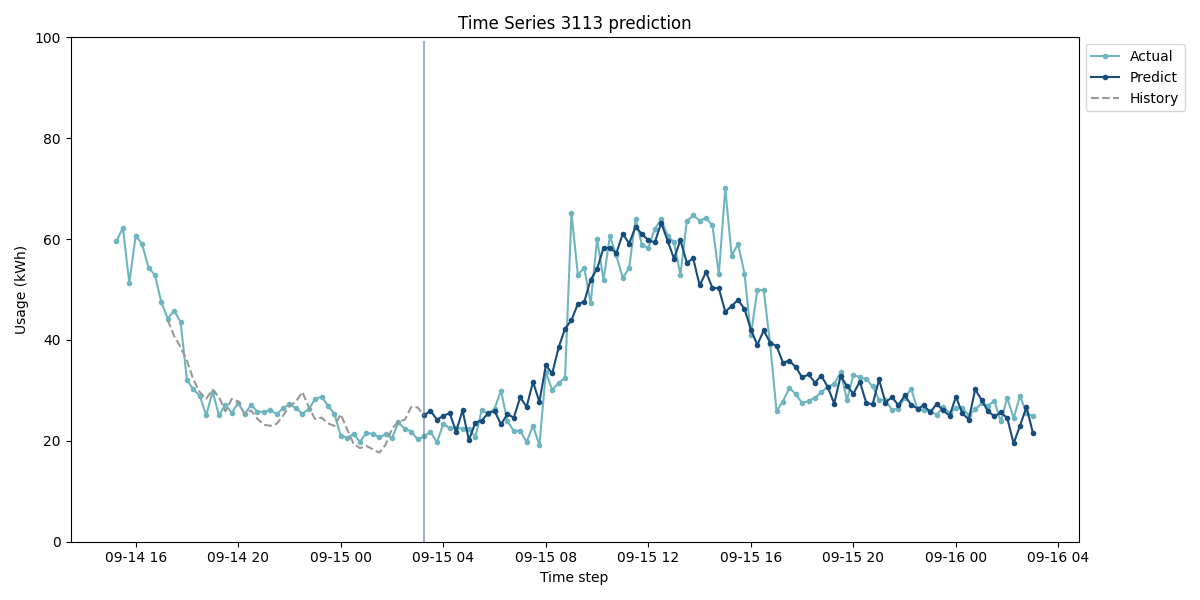 Time Series 3113 prediction
100
80
60
40
20
0
Usage (kWh)
09-14 16
09-14 20
09-15 00
09-15 04
09-15 08
09-15 12
09-15 16
09-15 20
09-16 00
09-16 04
Time step
Actual
Predict
History